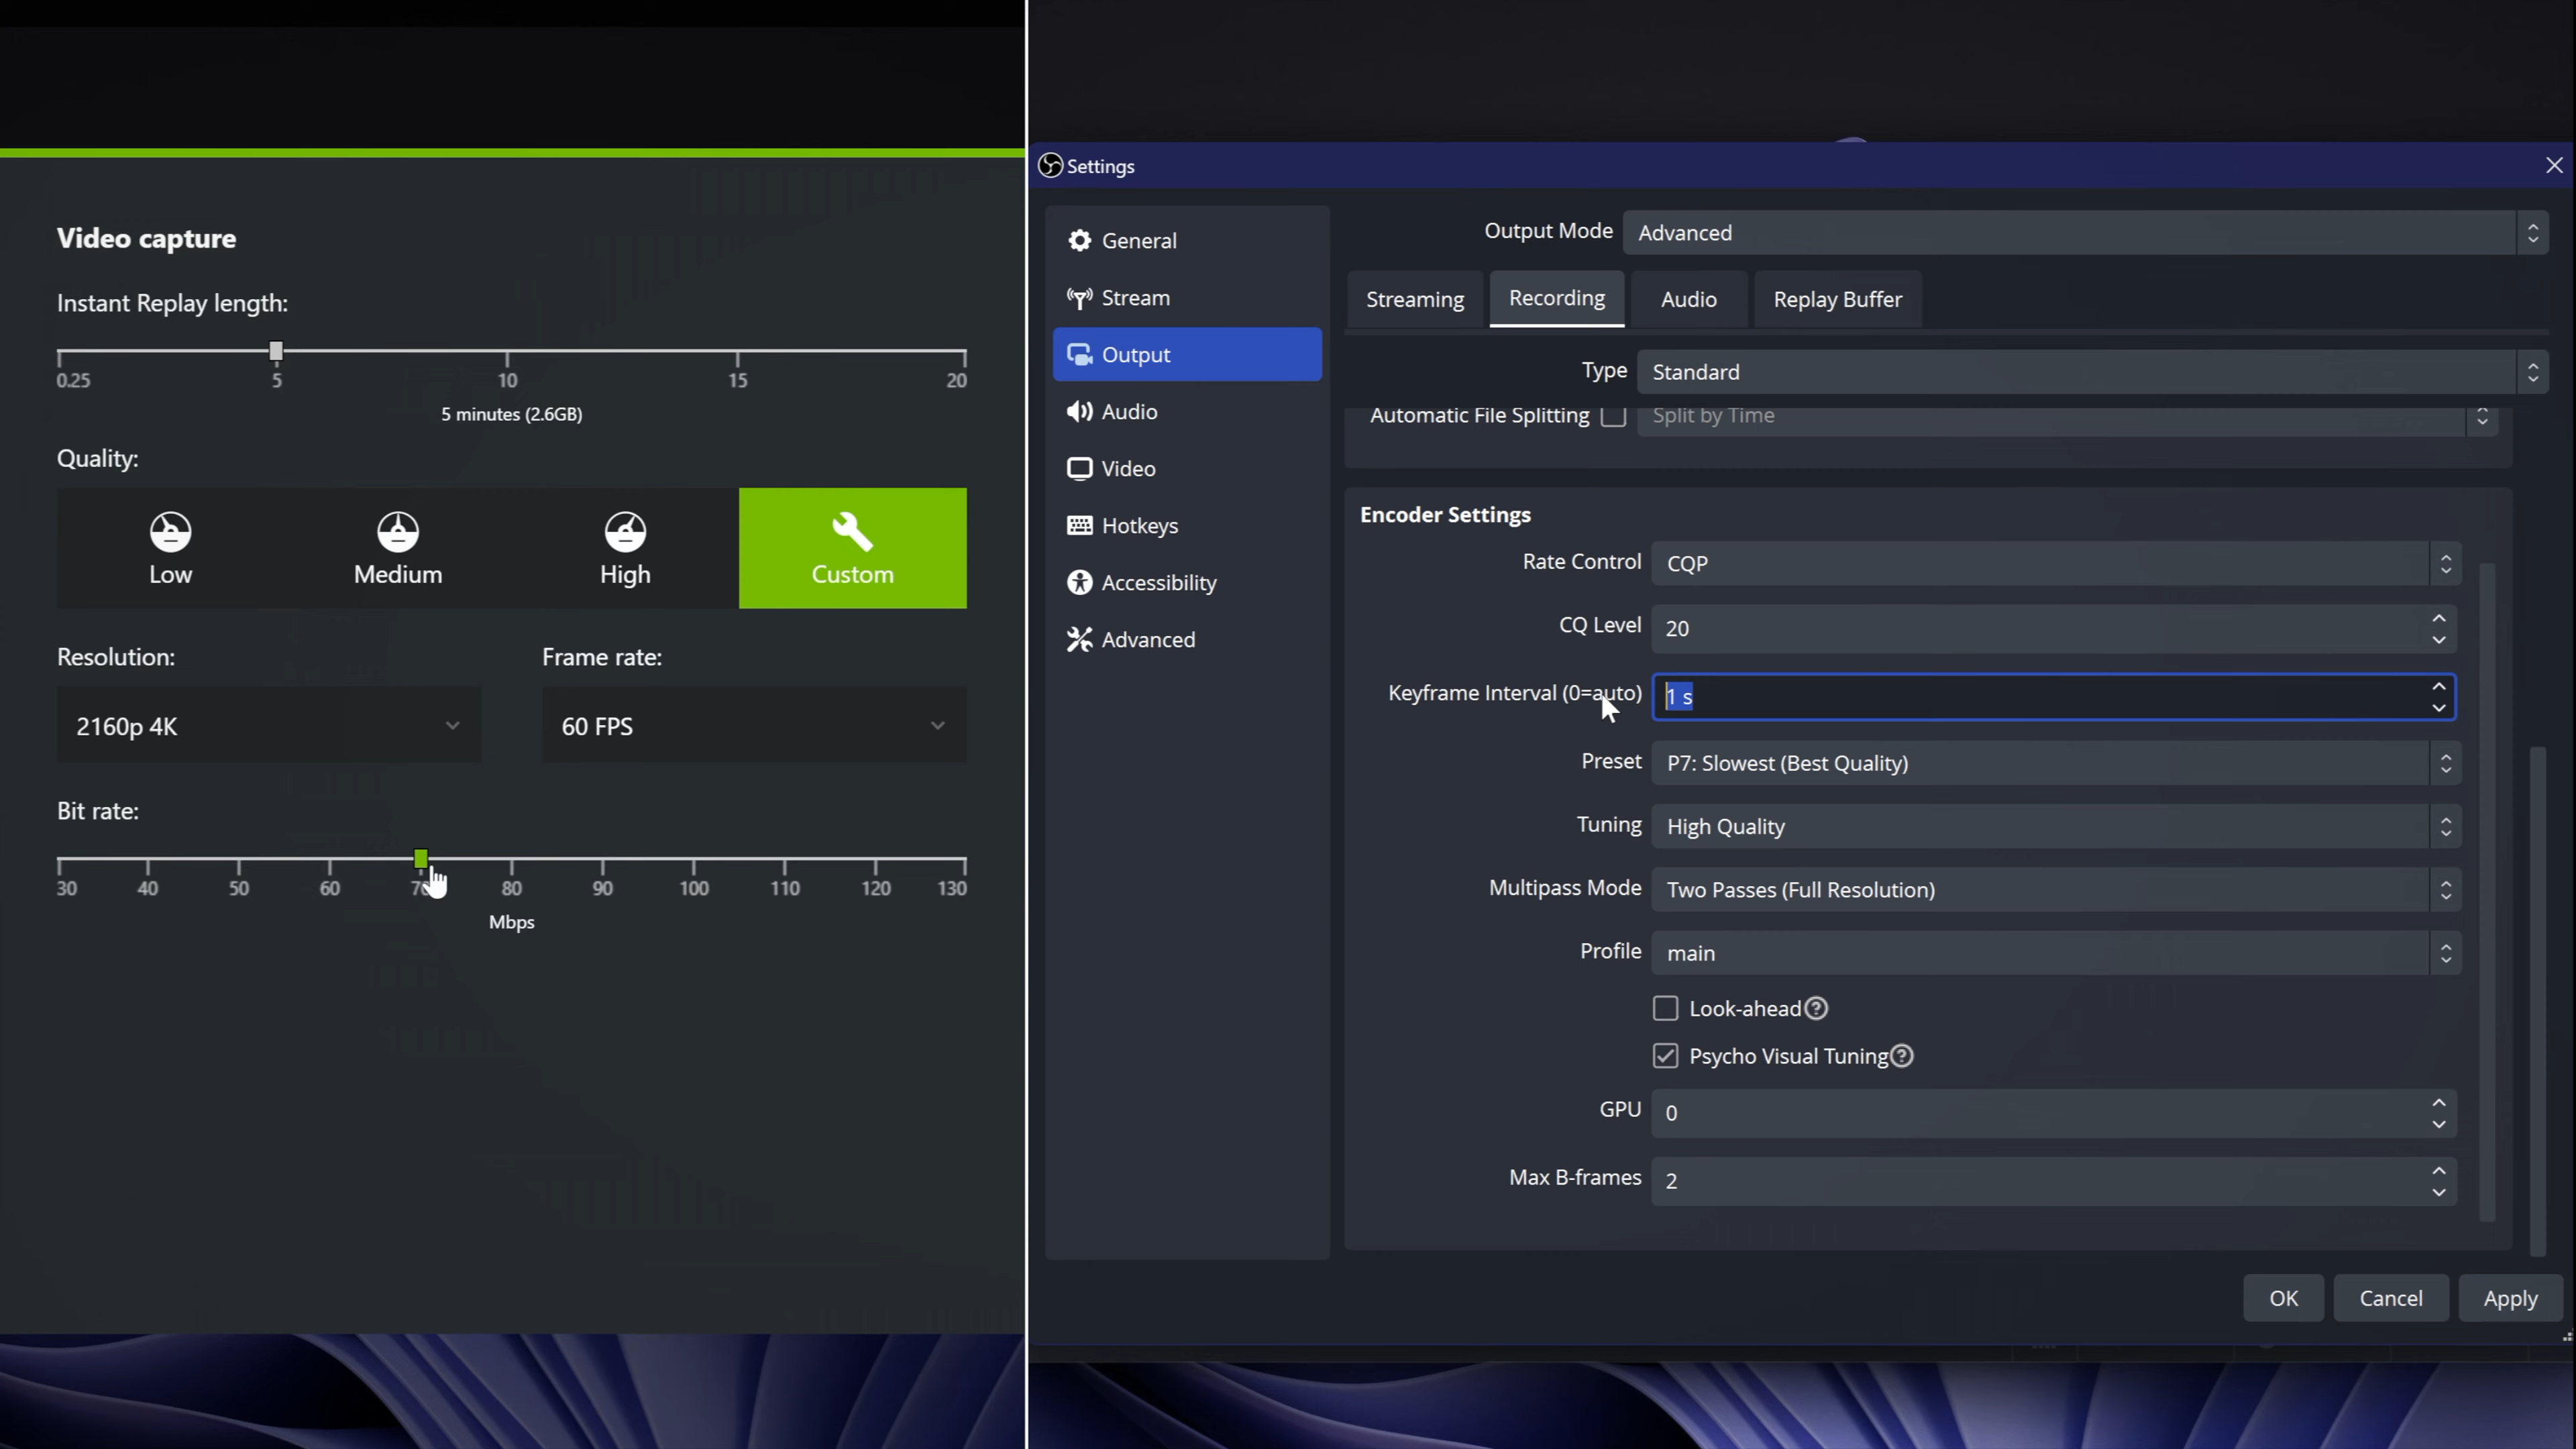 Video capture
Instant Replay length:
0.25 5 10 15 20
5 minutes (2.6GB)
Quality:
Low Medium High Custom
Resolution: Frame rate:
2160p 4K 60 FPS
Bit rate:
30 40 50 60 70 80 90 100 110 120 130
Mbps
Settings
General
Stream
Output
Audio
Video
Hotkeys
Accessibility
Advanced
Output Mode Advanced
Streaming Recording Audio Replay Buffer
Type Standard
Automatic File Splitting Split by Time
Encoder Settings
Rate Control CQP
CQ Level 20
Keyframe Interval (0=auto) 1 s
Preset P7: Slowest (Best Quality)
Tuning High Quality
Multipass Mode Two Passes (Full Resolution)
Profile main
Look-ahead
Psycho Visual Tuning
GPU 0
Max B-frames 2
OK Cancel Apply